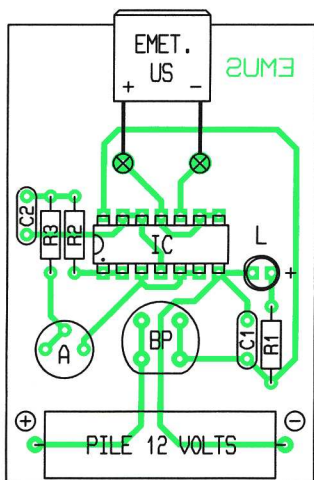 EMET.
US
+ -
EMUS
C2
R3
R2
IC
L
+
A
BP
C1
R1
+ -
PILE 12 VOLTS